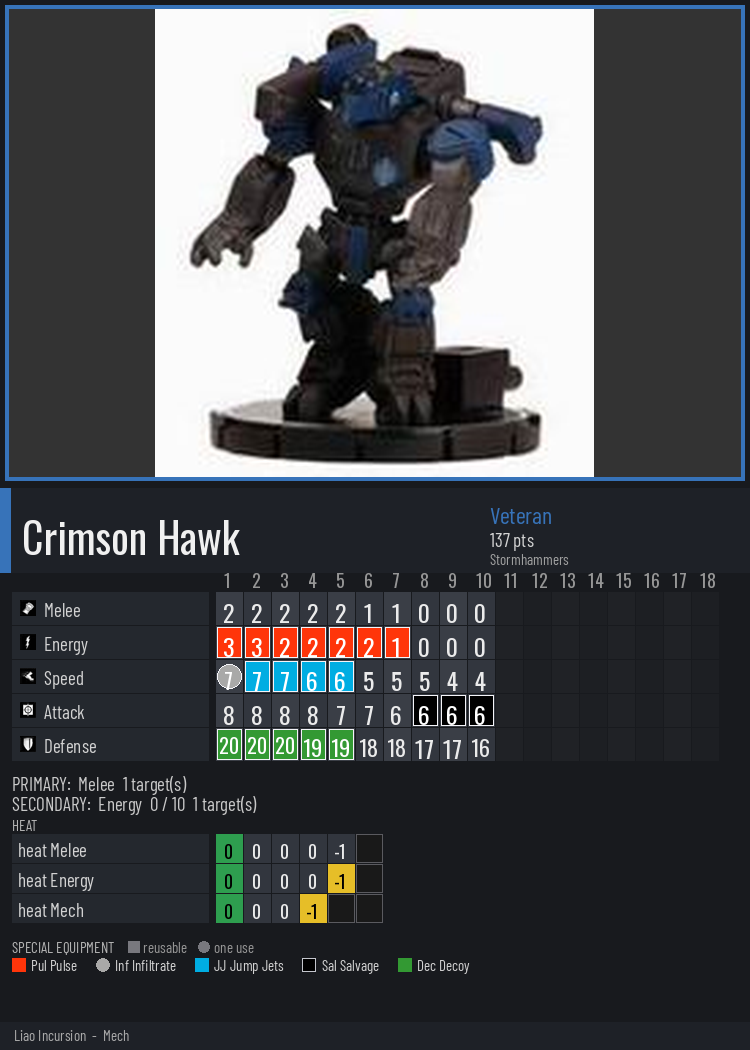 Crimson Hawk
Veteran
137 pts
Stormhammers
1 2 3 4 5 6 7 8 9 10 11 12 13 14 15 16 17 18
Melee 2 2 2 2 2 1 1 0 0 0
Energy 3 3 2 2 2 2 1 0 0 0
Speed 7 7 7 6 6 5 5 5 4 4
Attack 8 8 8 8 7 7 6 6 6 6
Defense 20 20 20 19 19 18 18 17 17 16
PRIMARY: Melee 1 target(s)
SECONDARY: Energy 0 / 10 1 target(s)
HEAT
heat Melee 0 0 0 0 -1
heat Energy 0 0 0 0 -1
heat Mech 0 0 0 -1
SPECIAL EQUIPMENT reusable one use
Pul Pulse Inf Infiltrate JJ Jump Jets Sal Salvage Dec Decoy
Liao Incursion - Mech